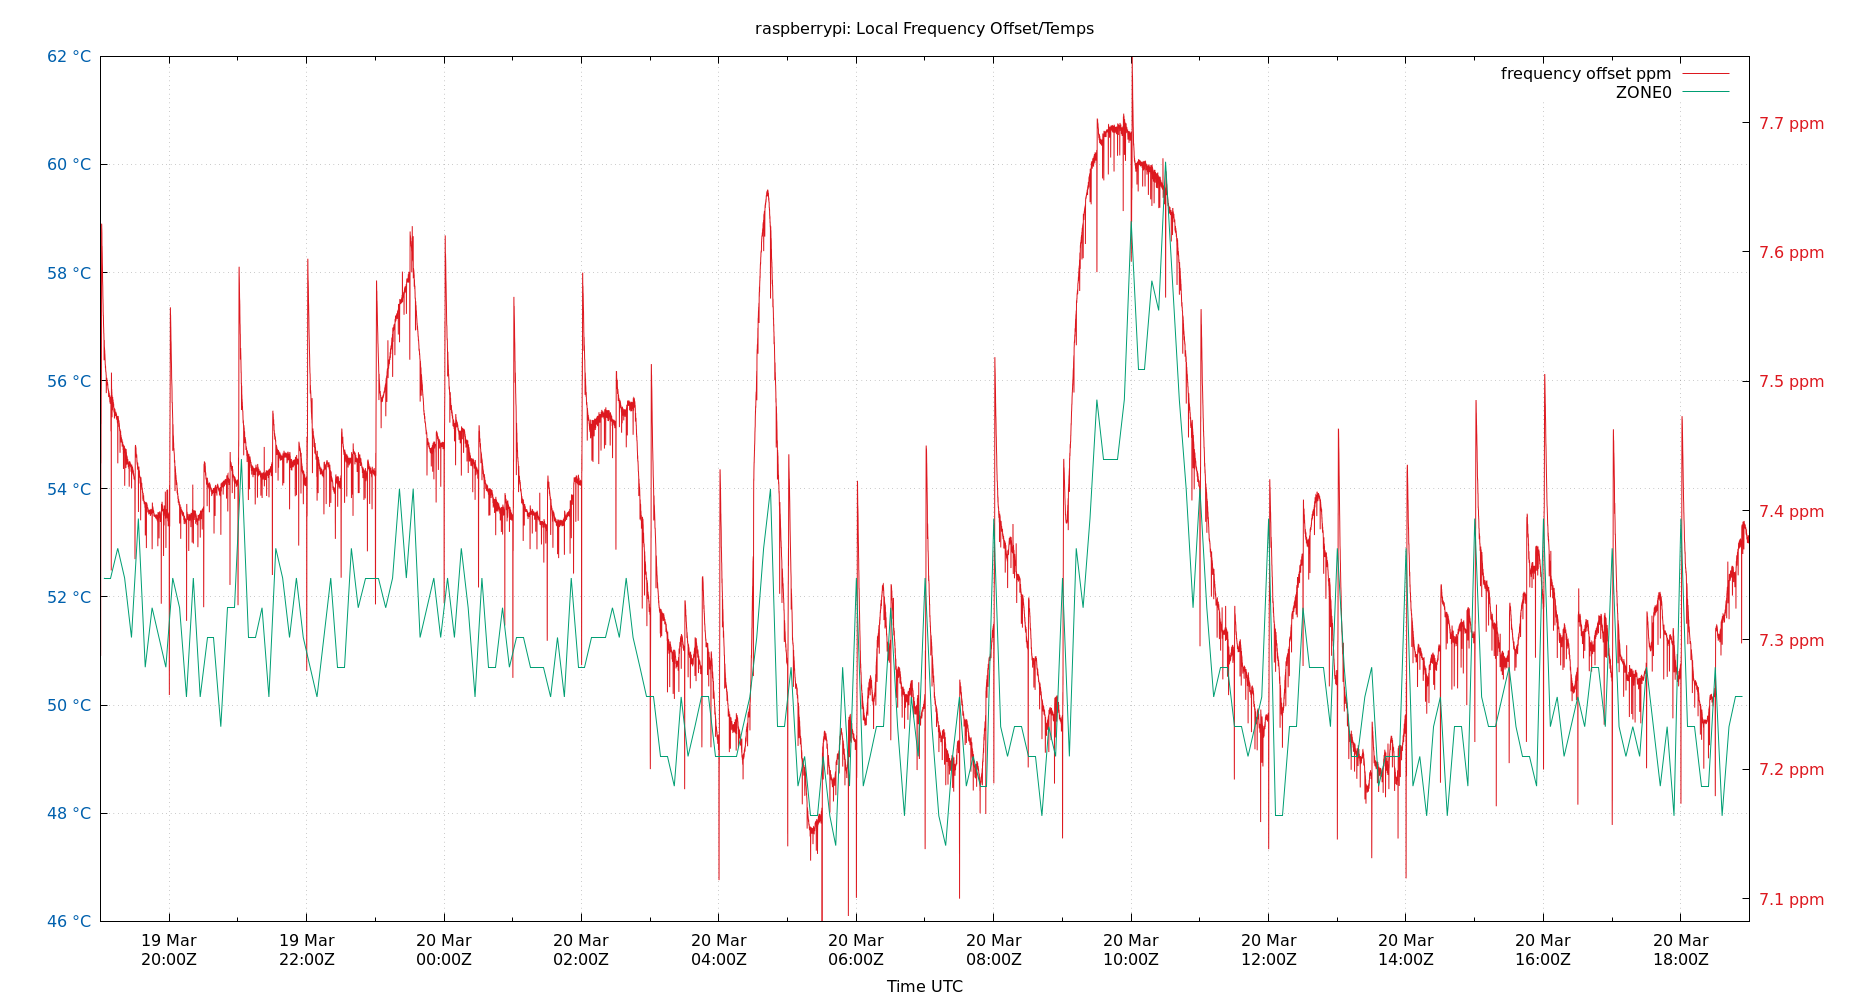 raspberrypi: Local Frequency Offset/Temps
62 °C
60 °C
58 °C
56 °C
54 °C
52 °C
50 °C
48 °C
46 °C
frequency offset ppm
ZONE0
7.7 ppm
7.6 ppm
7.5 ppm
7.4 ppm
7.3 ppm
7.2 ppm
7.1 ppm
19 Mar
20:00Z
19 Mar
22:00Z
20 Mar
00:00Z
20 Mar
02:00Z
20 Mar
04:00Z
20 Mar
06:00Z
20 Mar
08:00Z
20 Mar
10:00Z
20 Mar
12:00Z
20 Mar
14:00Z
20 Mar
16:00Z
20 Mar
18:00Z
Time UTC